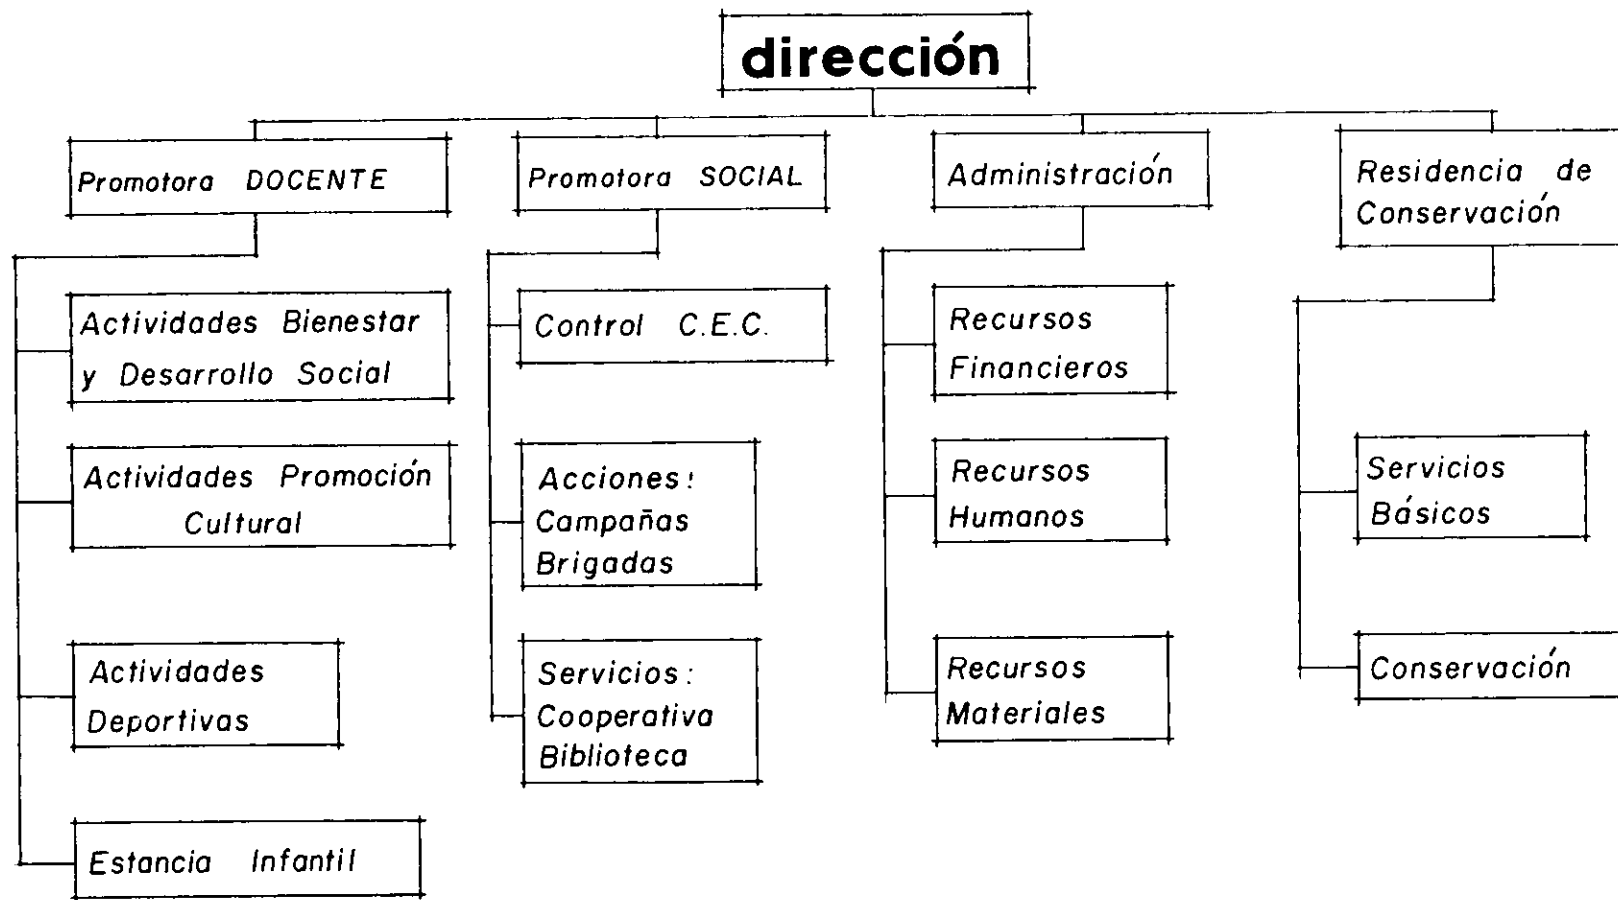 dirección
Promotora DOCENTE
Actividades Bienestar
y Desarrollo Social
Actividades Promoción
Cultural
Actividades
Deportivas
Estancia Infantil
Promotora SOCIAL
Control C.E.C.
Acciones:
Campañas
Brigadas
Servicios:
Cooperativa
Biblioteca
Administración
Recursos
Financieros
Recursos
Humanos
Recursos
Materiales
Residencia de
Conservación
Servicios
Básicos
Conservación